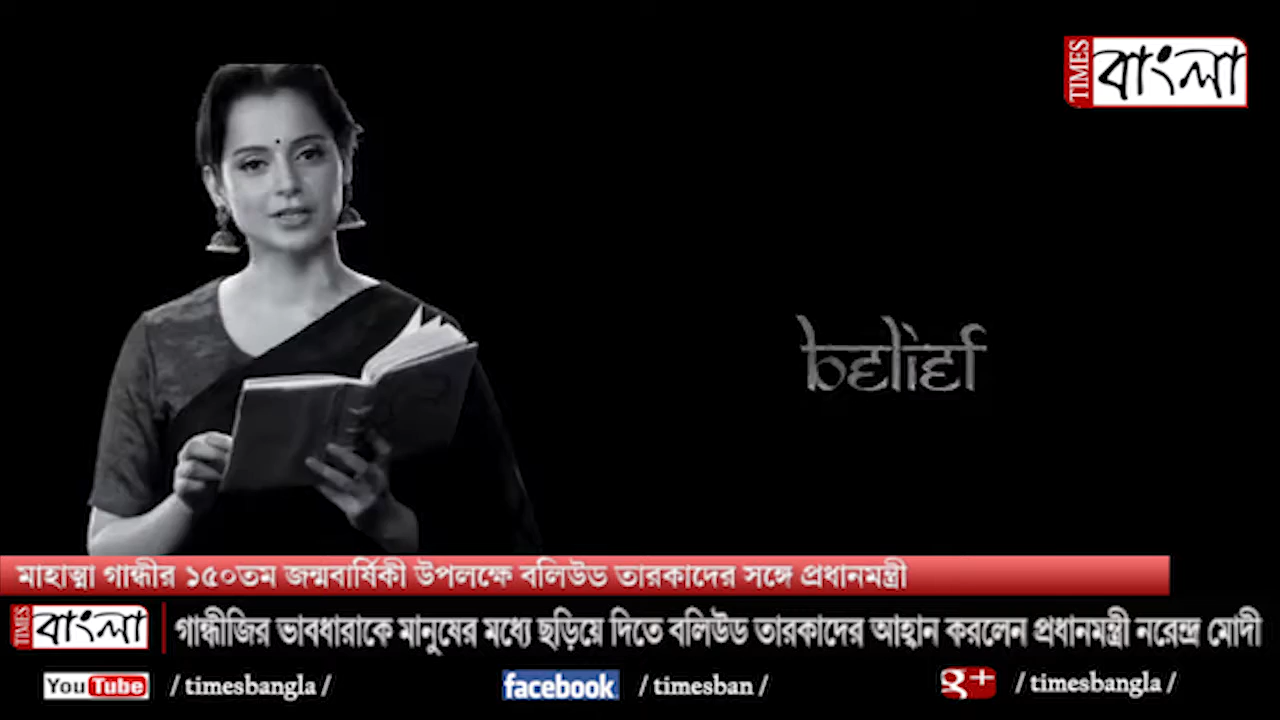 TIMES বাংলা
belief
মাহাত্মা গান্ধীর ১৫০তম জন্মবার্ষিকী উপলক্ষে বলিউড তারকাদের সঙ্গে প্রধানমন্ত্রী
TIMES বাংলা গান্ধীজির ভাবধারাকে মানুষের মধ্যে ছড়িয়ে দিতে বলিউড তারকাদের আহ্বান করলেন প্রধানমন্ত্রী নরেন্দ্র মোদী
YouTube / timesbangla / facebook / timesban / g+ / timesbangla /